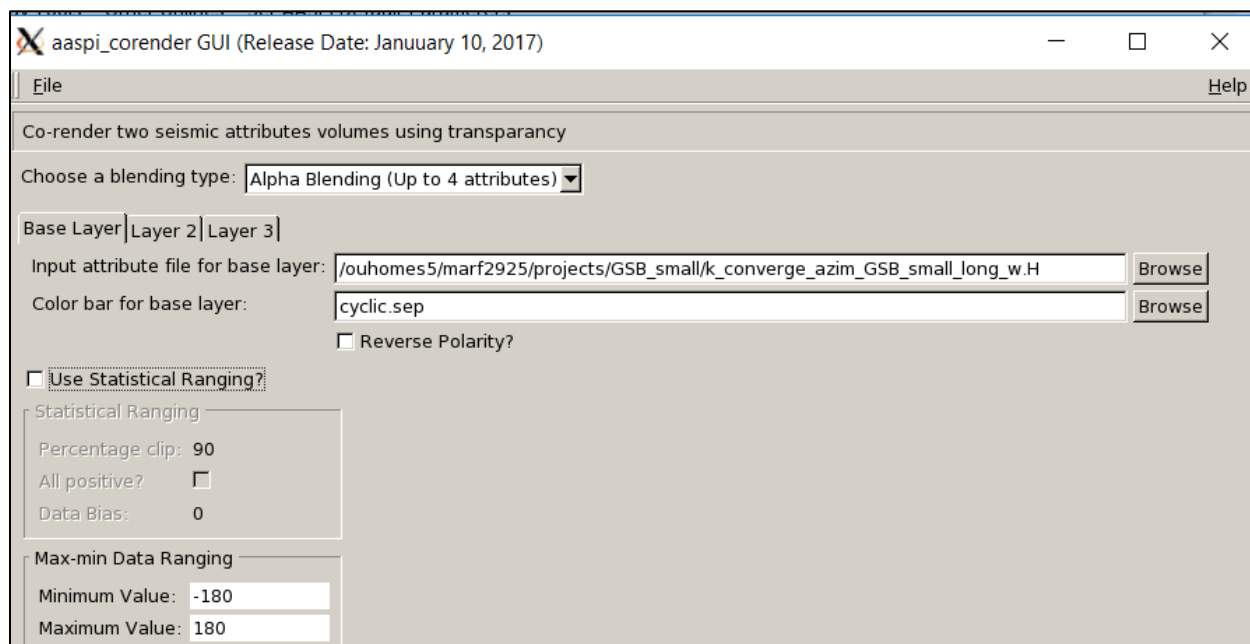 aaspi_corender GUI (Release Date: Januuary 10, 2017)
File Help
Co-render two seismic attributes volumes using transparancy
Choose a blending type: Alpha Blending (Up to 4 attributes)
Base Layer Layer 2 Layer 3
Input attribute file for base layer: /ouhomes5/marf2925/projects/GSB_small/k_converge_azim_GSB_small_long_w.H Browse
Color bar for base layer: cyclic.sep Browse
Reverse Polarity?
Use Statistical Ranging?
Statistical Ranging
Percentage clip: 90
All positive?
Data Bias: 0
Max-min Data Ranging
Minimum Value: -180
Maximum Value: 180